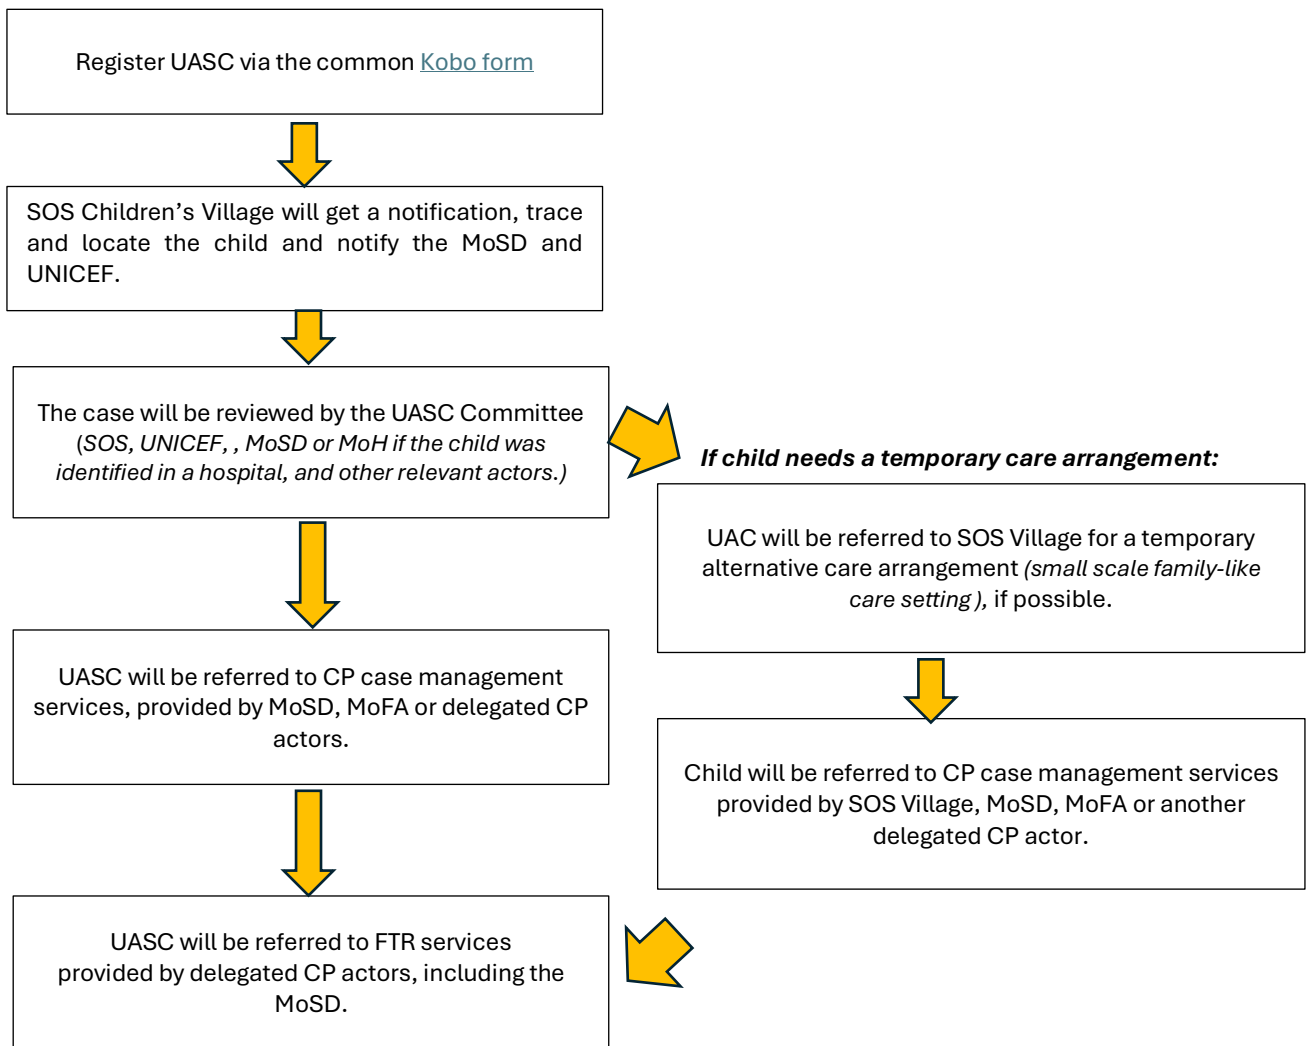 Register UASC via the common Kobo form
SOS Children’s Village will get a notification, trace
and locate the child and notify the MoSD and
UNICEF.
The case will be reviewed by the UASC Committee
(SOS, UNICEF, , MoSD or MoH if the child was
identified in a hospital, and other relevant actors.)
If child needs a temporary care arrangement:
UAC will be referred to SOS Village for a temporary
alternative care arrangement (small scale family-like
care setting ), if possible.
UASC will be referred to CP case management
services, provided by MoSD, MoFA or delegated CP
actors.
Child will be referred to CP case management services
provided by SOS Village, MoSD, MoFA or another
delegated CP actor.
UASC will be referred to FTR services
provided by delegated CP actors, including the
MoSD.